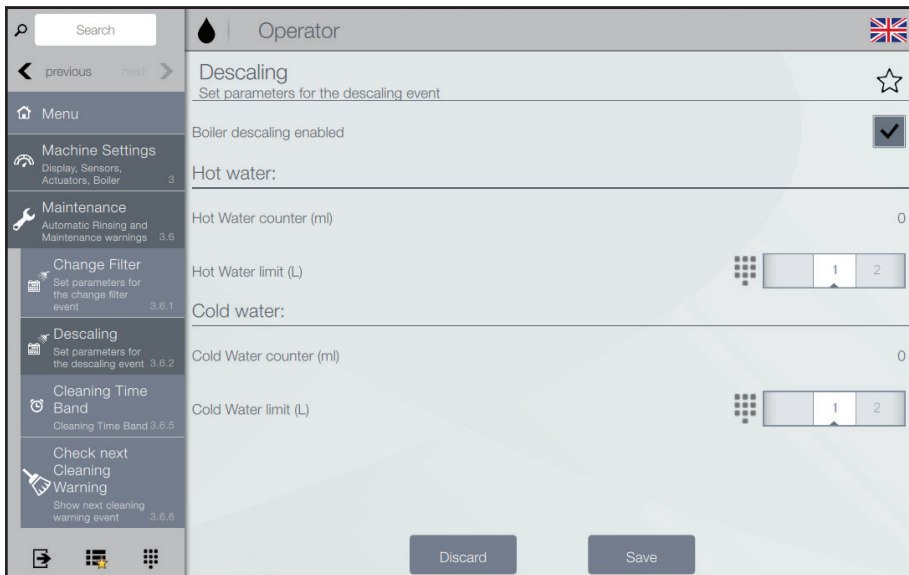 Search
previous
next
Menu
Machine Settings
Display, Sensors,
Actuators, Boiler 3
Maintenance
Automatic Rinsing and
Maintenance warnings 3.6
Change Filter
Set parameters for
the change filter
event 3.6.1
Descaling
Set parameters for
the descaling event 3.6.2
Cleaning Time
Band
Cleaning Time Band 3.6.5
Check next
Cleaning
Warning
Show next cleaning
warning event 3.6.6
Operator
Descaling
Set parameters for the descaling event
Boiler descaling enabled
Hot water:
Hot Water counter (ml) 0
Hot Water limit (L) 1 2
Cold water:
Cold Water counter (ml) 0
Cold Water limit (L) 1 2
Discard Save